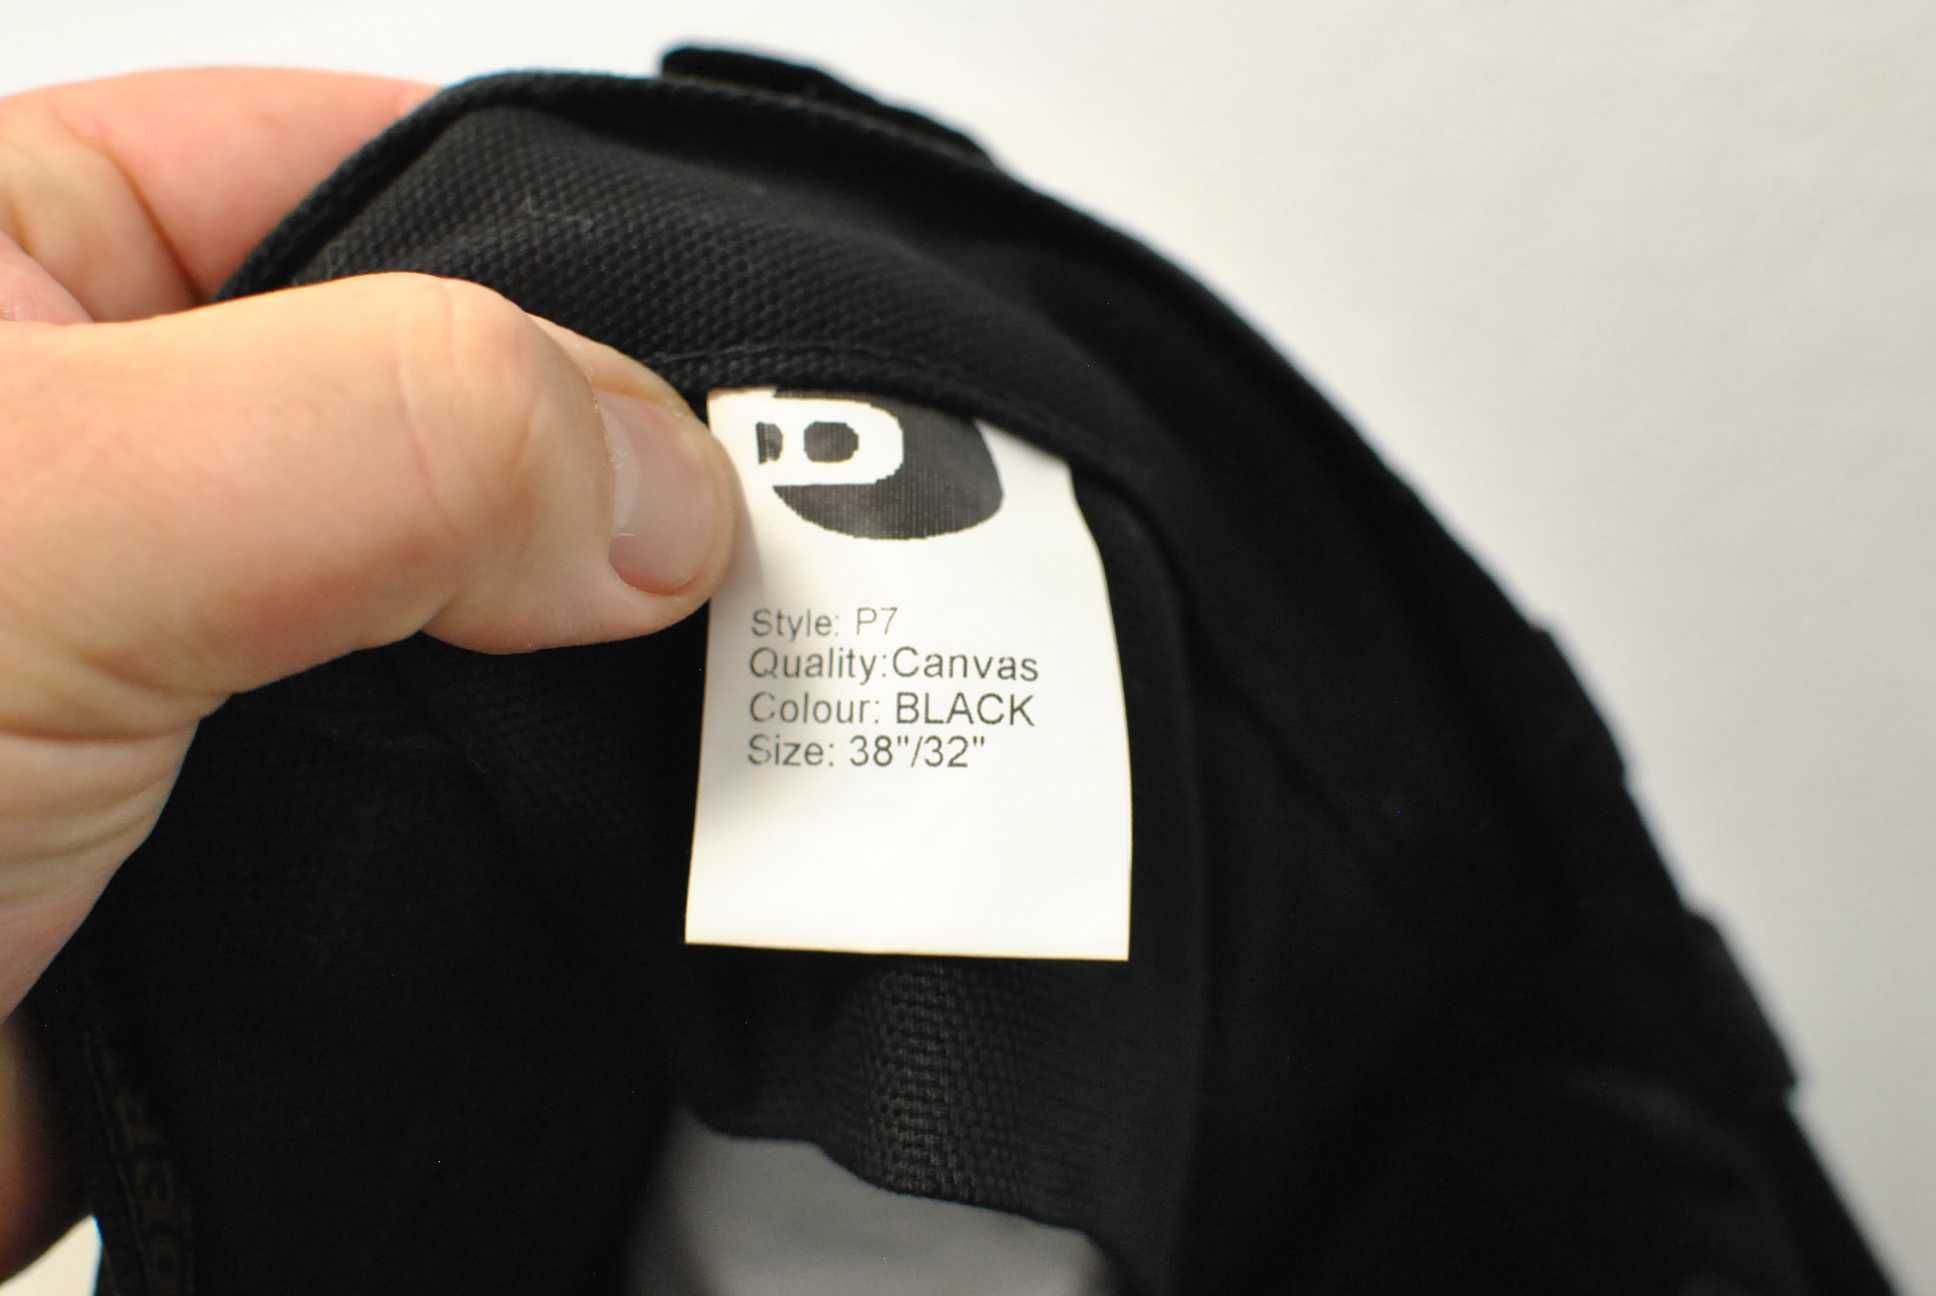 Style: P7
Quality:Canvas
Colour: BLACK
Size: 38"/32"